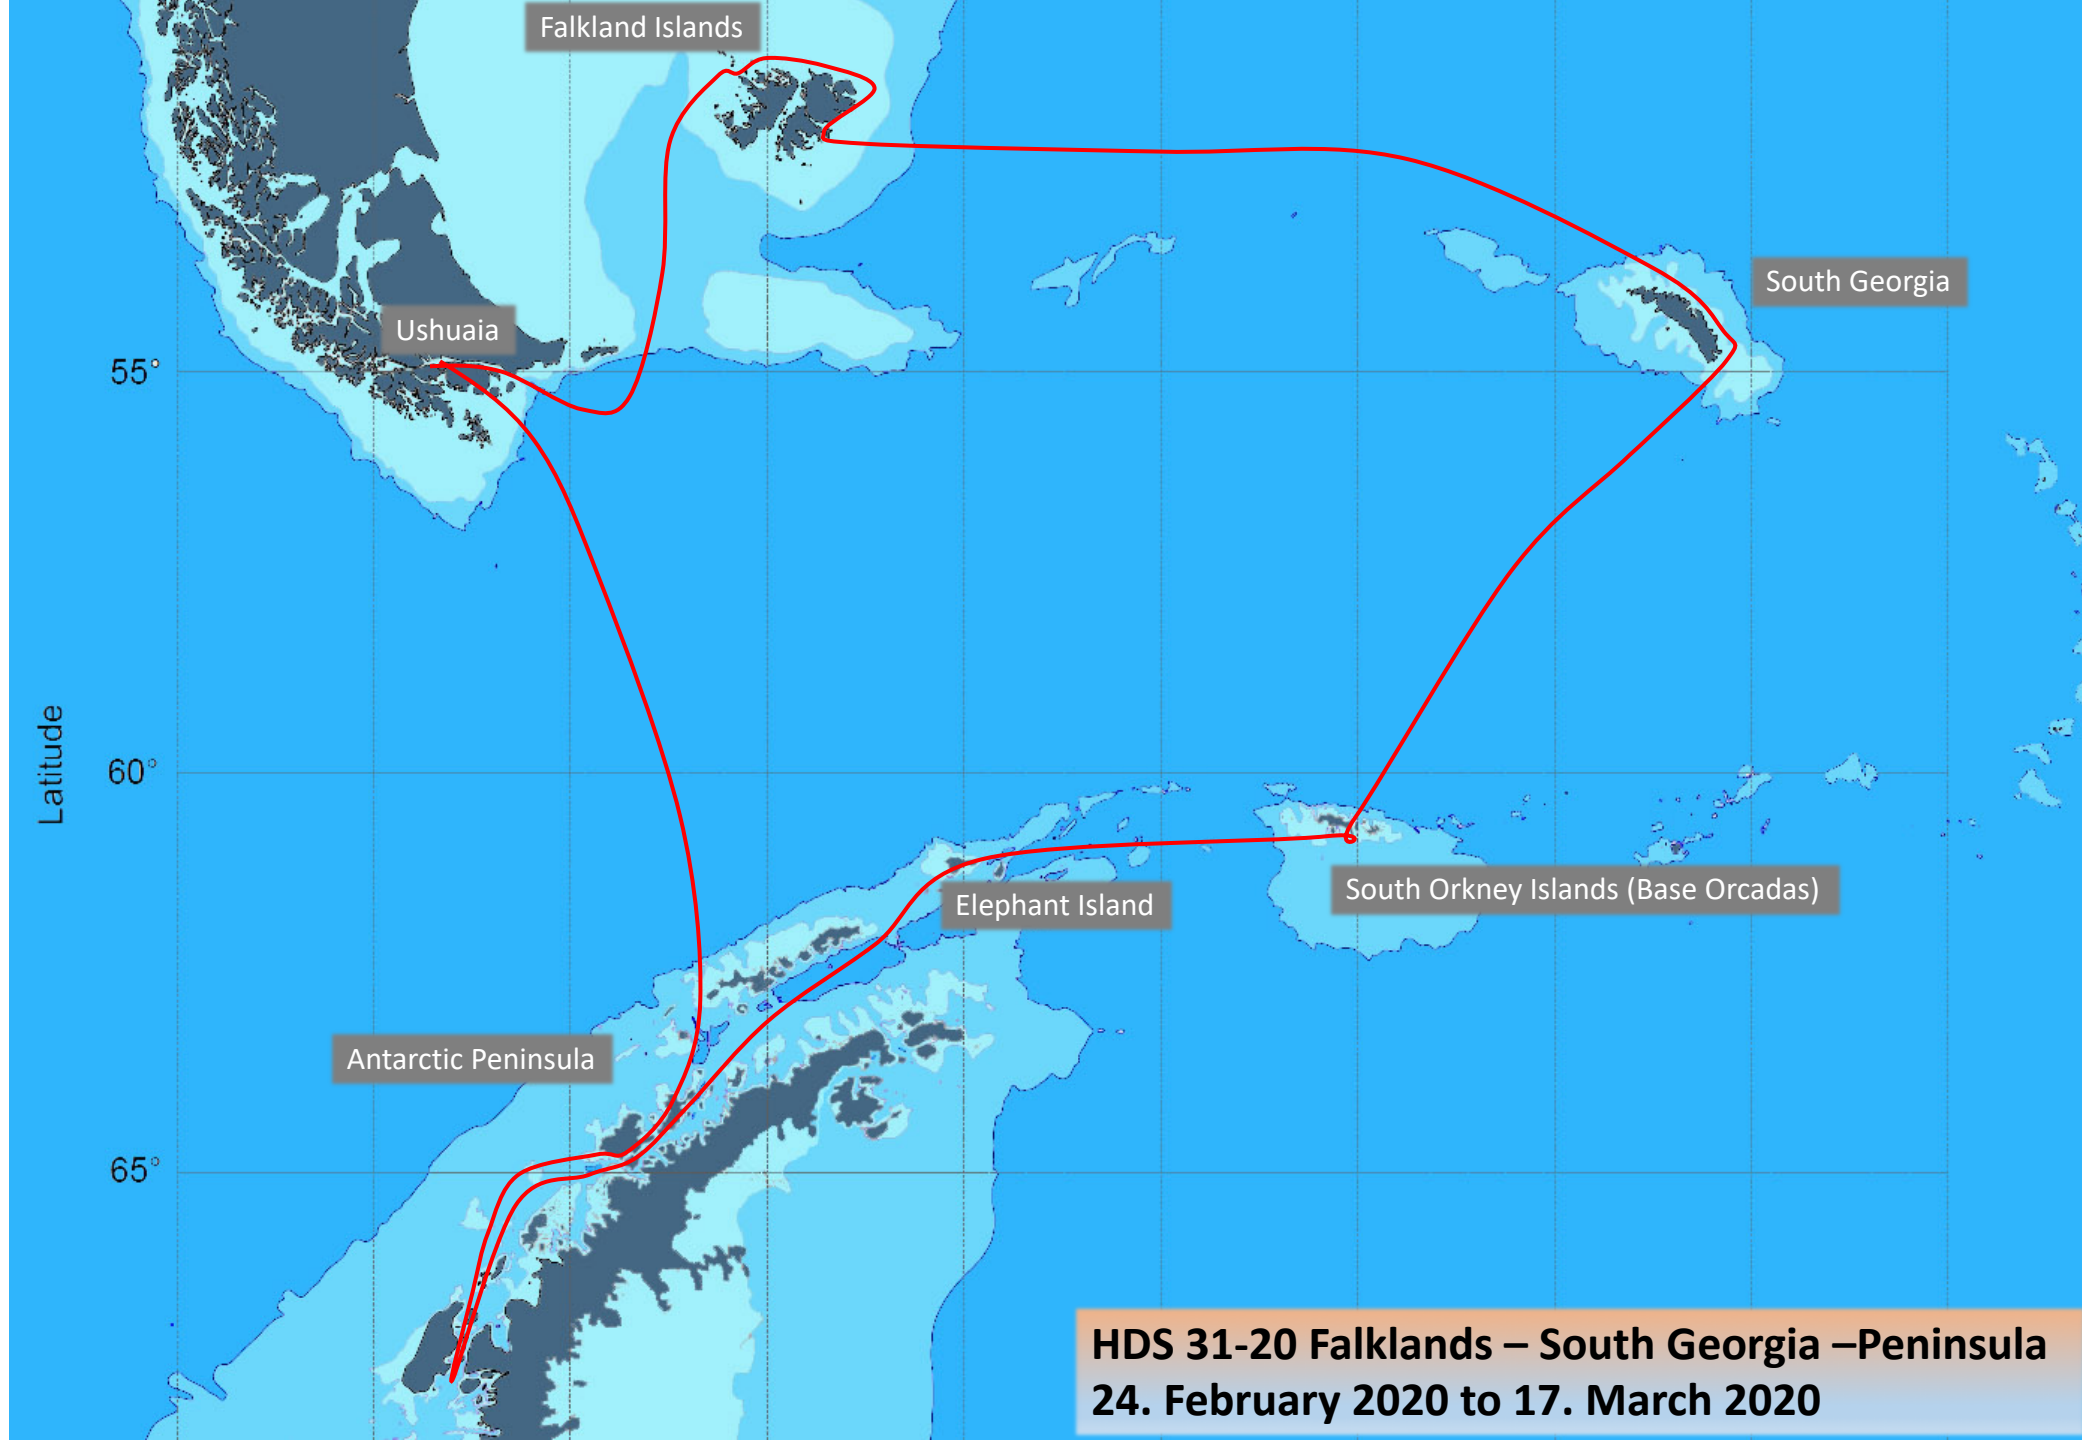 Falkland Islands
South Georgia
Ushuaia
55°
Latitude
60°
South Orkney Islands (Base Orcadas)
Elephant Island
Antarctic Peninsula
65°
HDS 31-20 Falklands – South Georgia –Peninsula
24. February 2020 to 17. March 2020